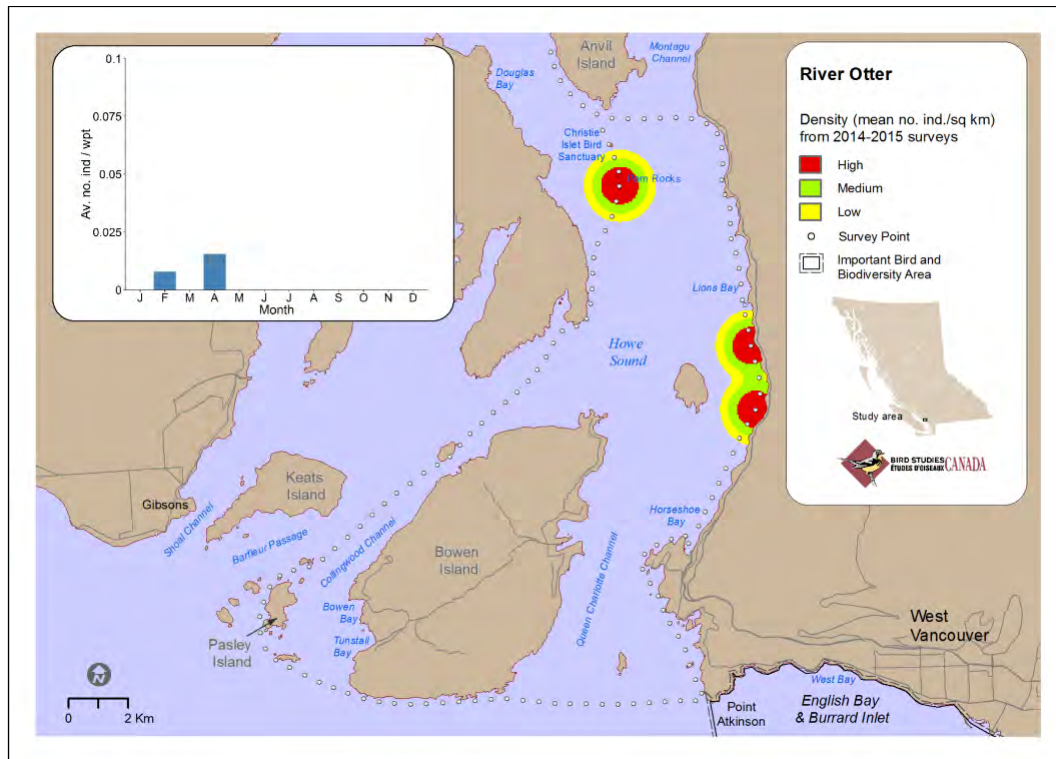 0.1
0.075
0.05
0.025
0
Av. no. ind / wpt
J F M A M J J A S O N D
Month
Anvil
Island
Montagu
Channel
Douglas
Bay
Christie
Islet Bird
Sanctuary
Pam Rocks
Lions Bay
Howe
Sound
Keats
Island
Gibsons
Shoal Channel
Barfleur Passage
Collingwood Channel
Bowen
Island
Horseshoe
Bay
Queen Charlotte Channel
Bowen
Bay
Tunstall
Bay
Pasley
Island
West
Vancouver
West Bay
Point
Atkinson
English Bay
& Burrard Inlet
N
0 2 Km
River Otter
Density (mean no. ind./sq km)
from 2014-2015 surveys
High
Medium
Low
Survey Point
Important Bird and
Biodiversity Area
Study area
BIRD STUDIES
ÉTUDES D'OISEAUX CANADA